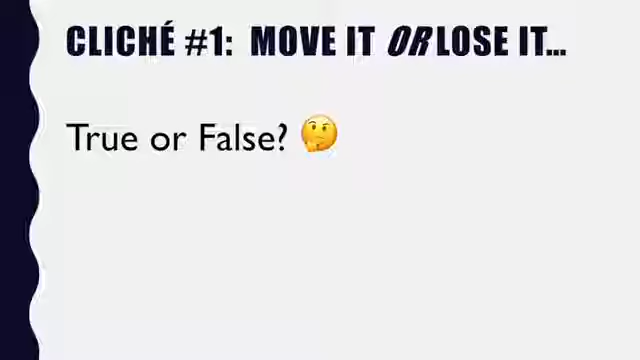 CLICHÉ #1: MOVE IT OR LOSE IT...
True or False? 🤔